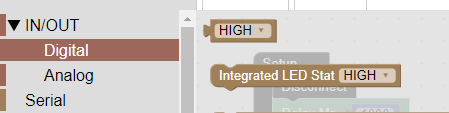 IN/OUT
Digital
Analog
Serial
HIGH
Integrated LED Stat HIGH
Setup
Disconnect